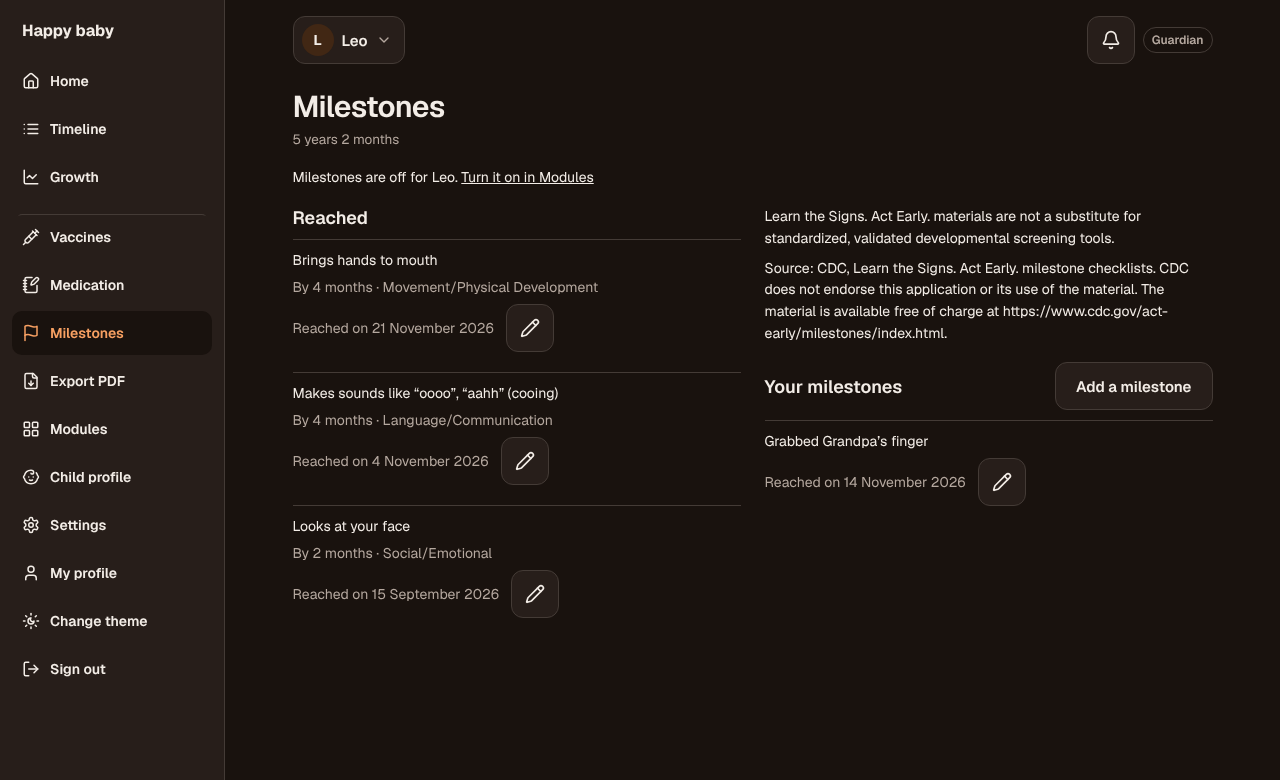 Happy baby
Home
Timeline
Growth
Vaccines
Medication
Milestones
Export PDF
Modules
Child profile
Settings
My profile
Change theme
Sign out
L Leo
Guardian
Milestones
5 years 2 months
Milestones are off for Leo. Turn it on in Modules
Reached
Brings hands to mouth
By 4 months · Movement/Physical Development
Reached on 21 November 2026
Makes sounds like “oooo”, “aahh” (cooing)
By 4 months · Language/Communication
Reached on 4 November 2026
Looks at your face
By 2 months · Social/Emotional
Reached on 15 September 2026
Learn the Signs. Act Early. materials are not a substitute for
standardized, validated developmental screening tools.
Source: CDC, Learn the Signs. Act Early. milestone checklists. CDC
does not endorse this application or its use of the material. The
material is available free of charge at https://www.cdc.gov/act-
early/milestones/index.html.
Your milestones
Add a milestone
Grabbed Grandpa’s finger
Reached on 14 November 2026